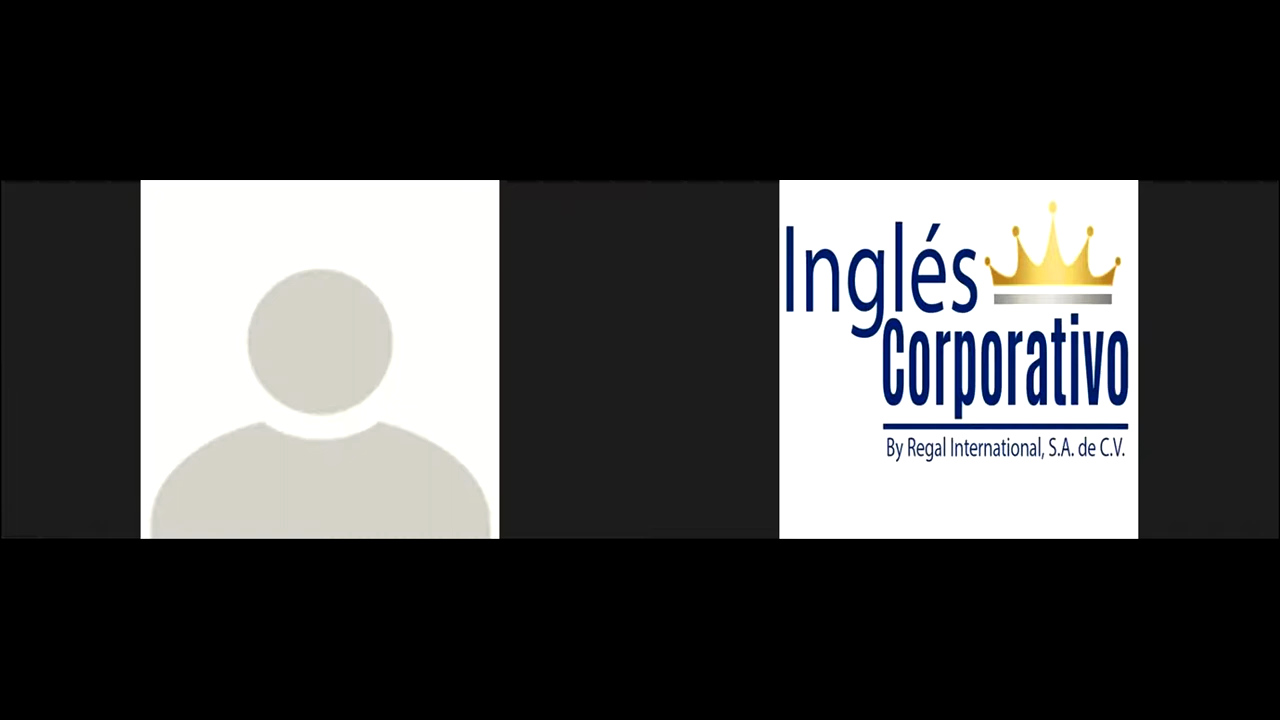 Inglés
Corporativo
By Regal International, S.A. de C.V.